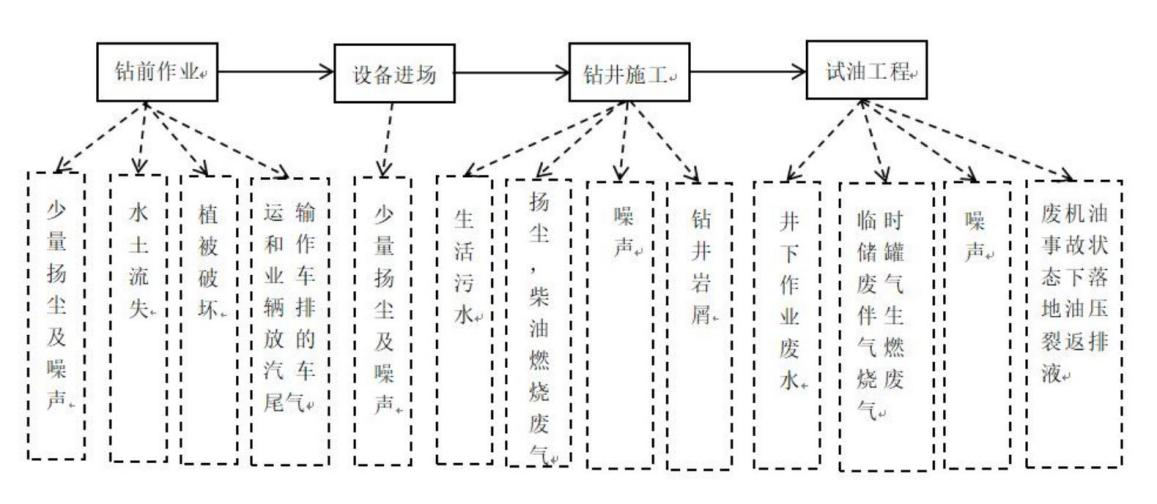 钻前作业
设备进场
钻井施工
试油工程
少量扬尘及噪声
水土流失
植被破坏
运输和作业车辆排放的汽车尾气
少量扬尘及噪声
生活污水
扬尘，柴油燃烧废气
噪声
钻井岩屑
井下作业废水
临时储罐废气伴生气燃烧废气
噪声
废机油事故状态下落地油压裂返排液